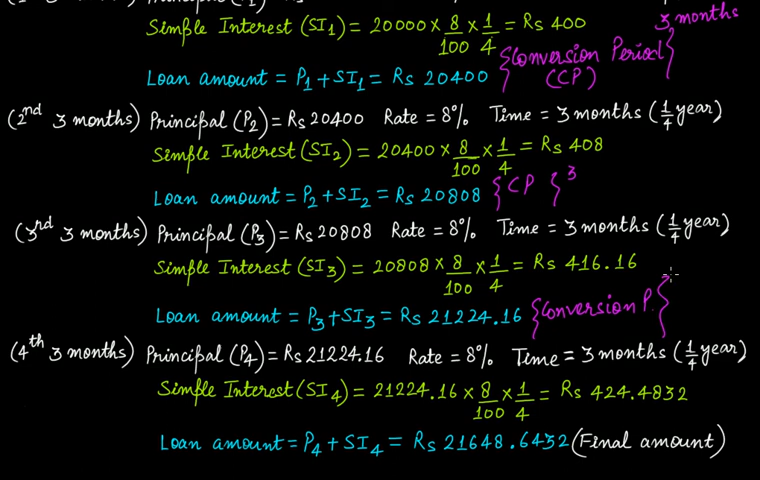 Simple Interest (SI₁) = 20000 × 8/100 × 1/4 = Rs 400
3 months
Loan amount = P₁ + SI₁ = Rs 20400 {Conversion Period (CP)}
(2nd 3 months) Principal (P₂) = Rs 20400 Rate = 8% Time = 3 months (1/4 year)
Simple Interest (SI₂) = 20400 × 8/100 × 1/4 = Rs 408
Loan amount = P₂ + SI₂ = Rs 20808 {CP} 3
(3rd 3 months) Principal (P₃) = Rs 20808 Rate = 8% Time = 3 months (1/4 year)
Simple Interest (SI₃) = 20808 × 8/100 × 1/4 = Rs 416.16
Loan amount = P₃ + SI₃ = Rs 21224.16 {Conversion P.}
(4th 3 months) Principal (P₄) = Rs 21224.16 Rate = 8% Time = 3 months (1/4 year)
Simple Interest (SI₄) = 21224.16 × 8/100 × 1/4 = Rs 424.4832
Loan amount = P₄ + SI₄ = Rs 21648.6432 (Final amount)